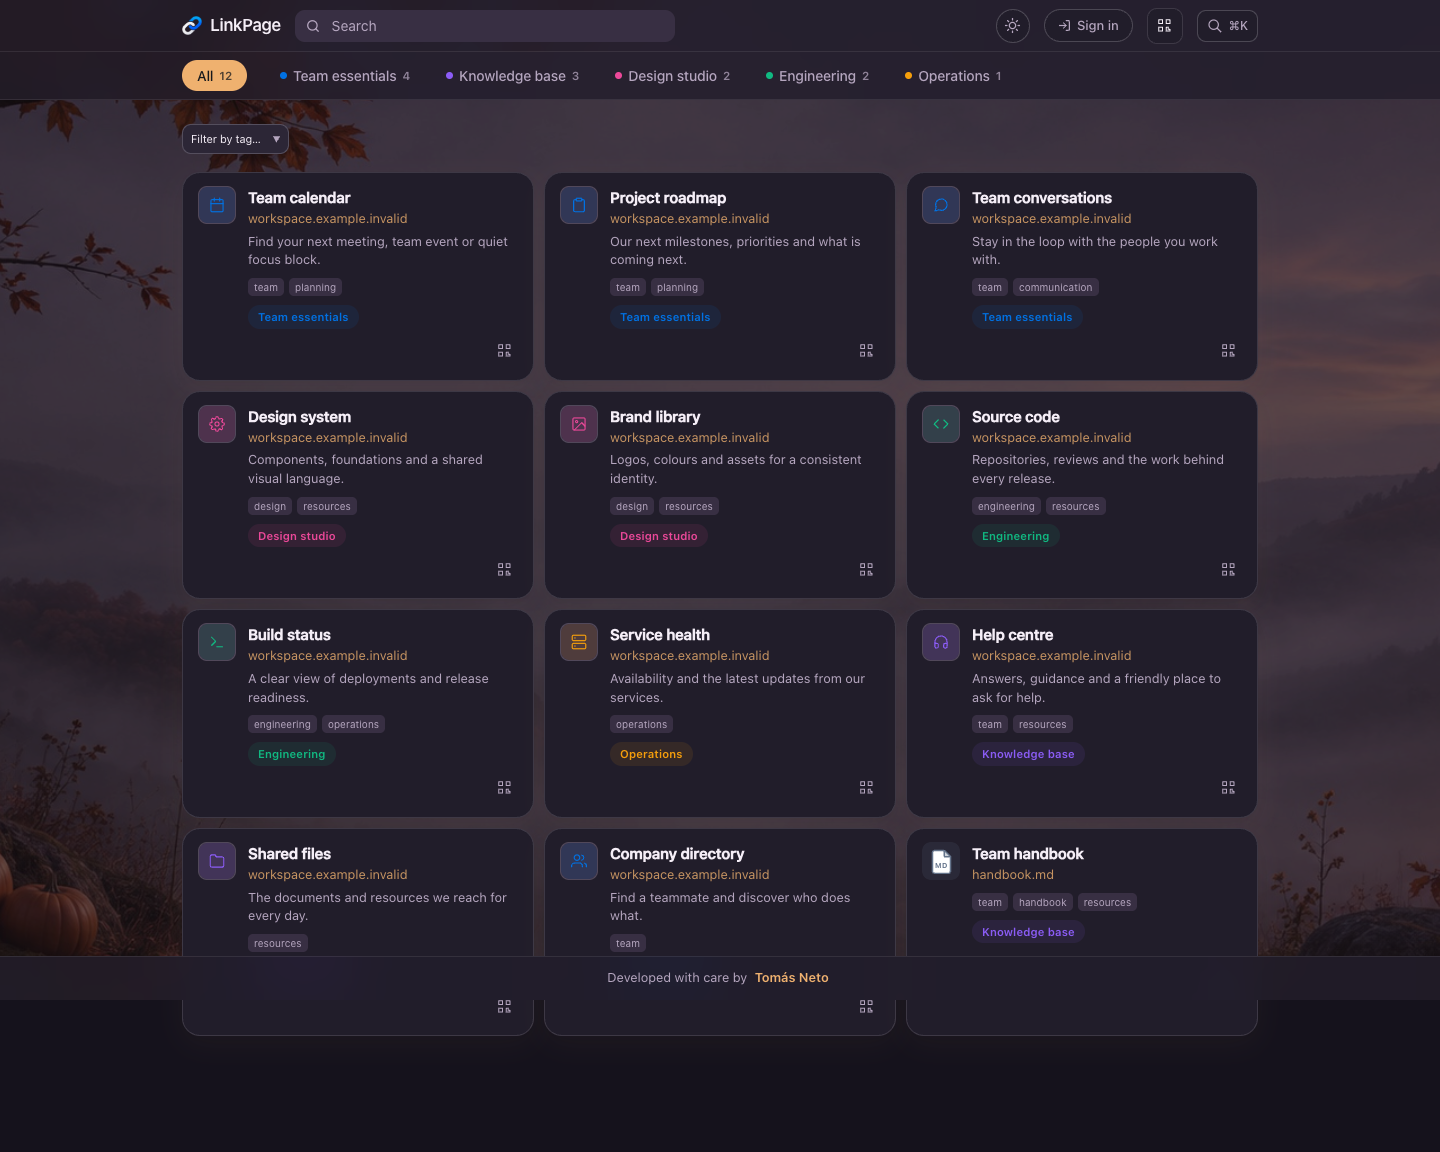 LinkPage
Search
Sign in
⌘K
All 12
Team essentials 4
Knowledge base 3
Design studio 2
Engineering 2
Operations 1
Filter by tag...
Team calendar
workspace.example.invalid
Find your next meeting, team event or quiet
focus block.
team planning
Team essentials
Project roadmap
workspace.example.invalid
Our next milestones, priorities and what is
coming next.
team planning
Team essentials
Team conversations
workspace.example.invalid
Stay in the loop with the people you work
with.
team communication
Team essentials
Design system
workspace.example.invalid
Components, foundations and a shared
visual language.
design resources
Design studio
Brand library
workspace.example.invalid
Logos, colours and assets for a consistent
identity.
design resources
Design studio
Source code
workspace.example.invalid
Repositories, reviews and the work behind
every release.
engineering resources
Engineering
Build status
workspace.example.invalid
A clear view of deployments and release
readiness.
engineering operations
Engineering
Service health
workspace.example.invalid
Availability and the latest updates from our
services.
operations
Operations
Help centre
workspace.example.invalid
Answers, guidance and a friendly place to
ask for help.
team resources
Knowledge base
Shared files
workspace.example.invalid
The documents and resources we reach for
every day.
resources
Company directory
workspace.example.invalid
Find a teammate and discover who does
what.
team
MD
Team handbook
handbook.md
team handbook resources
Knowledge base
Developed with care by Tomás Neto